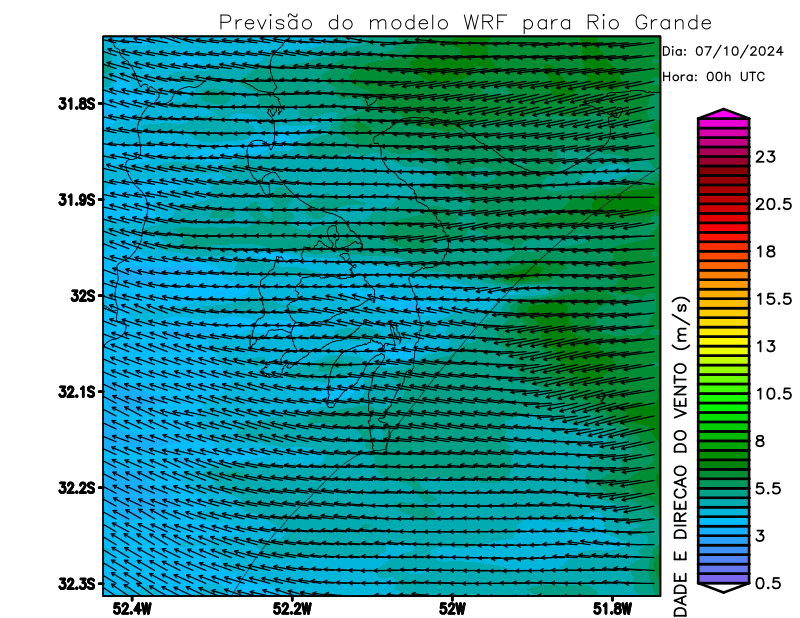 Previsão do modelo WRF para Rio Grande
Dia: 07/10/2024
Hora: 00h UTC
31.8S
31.9S
32S
32.1S
32.2S
32.3S
52.4W
52.2W
52W
51.8W
DADE E DIRECAO DO VENTO (m/s)
23
20.5
18
15.5
13
10.5
8
5.5
3
0.5